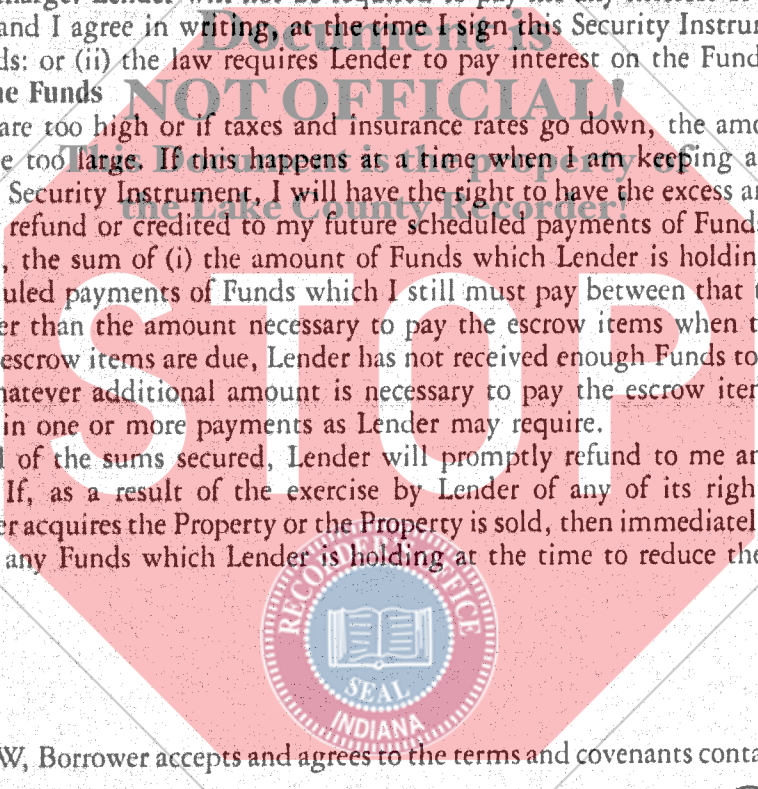 and I agree in writing, at the time I sign this Security Instrum
ds: or (ii) the law requires Lender to pay interest on the Fund
he Funds
are too high or if taxes and insurance rates go down, the amo
e too large. If this happens at a time when I am keeping a
Security Instrument, I will have the right to have the excess a
refund or credited to my future scheduled payments of Fund
, the sum of (i) the amount of Funds which Lender is holdin
uled payments of Funds which I still must pay between that t
er than the amount necessary to pay the escrow items when t
escrow items are due, Lender has not received enough Funds to
hatever additional amount is necessary to pay the escrow iter
in one or more payments as Lender may require.
l of the sums secured, Lender will promptly refund to me ar
If, as a result of the exercise by Lender of any of its righ
er acquires the Property or the Property is sold, then immediatel
any Funds which Lender is holding at the time to reduce the
W, Borrower accepts and agrees to the terms and covenants conta
Document is
NOT OFFICIAL!
This Document is the property of
the Lake County Recorder!
STOP
RECORDER'S OFFICE
SEAL
INDIANA